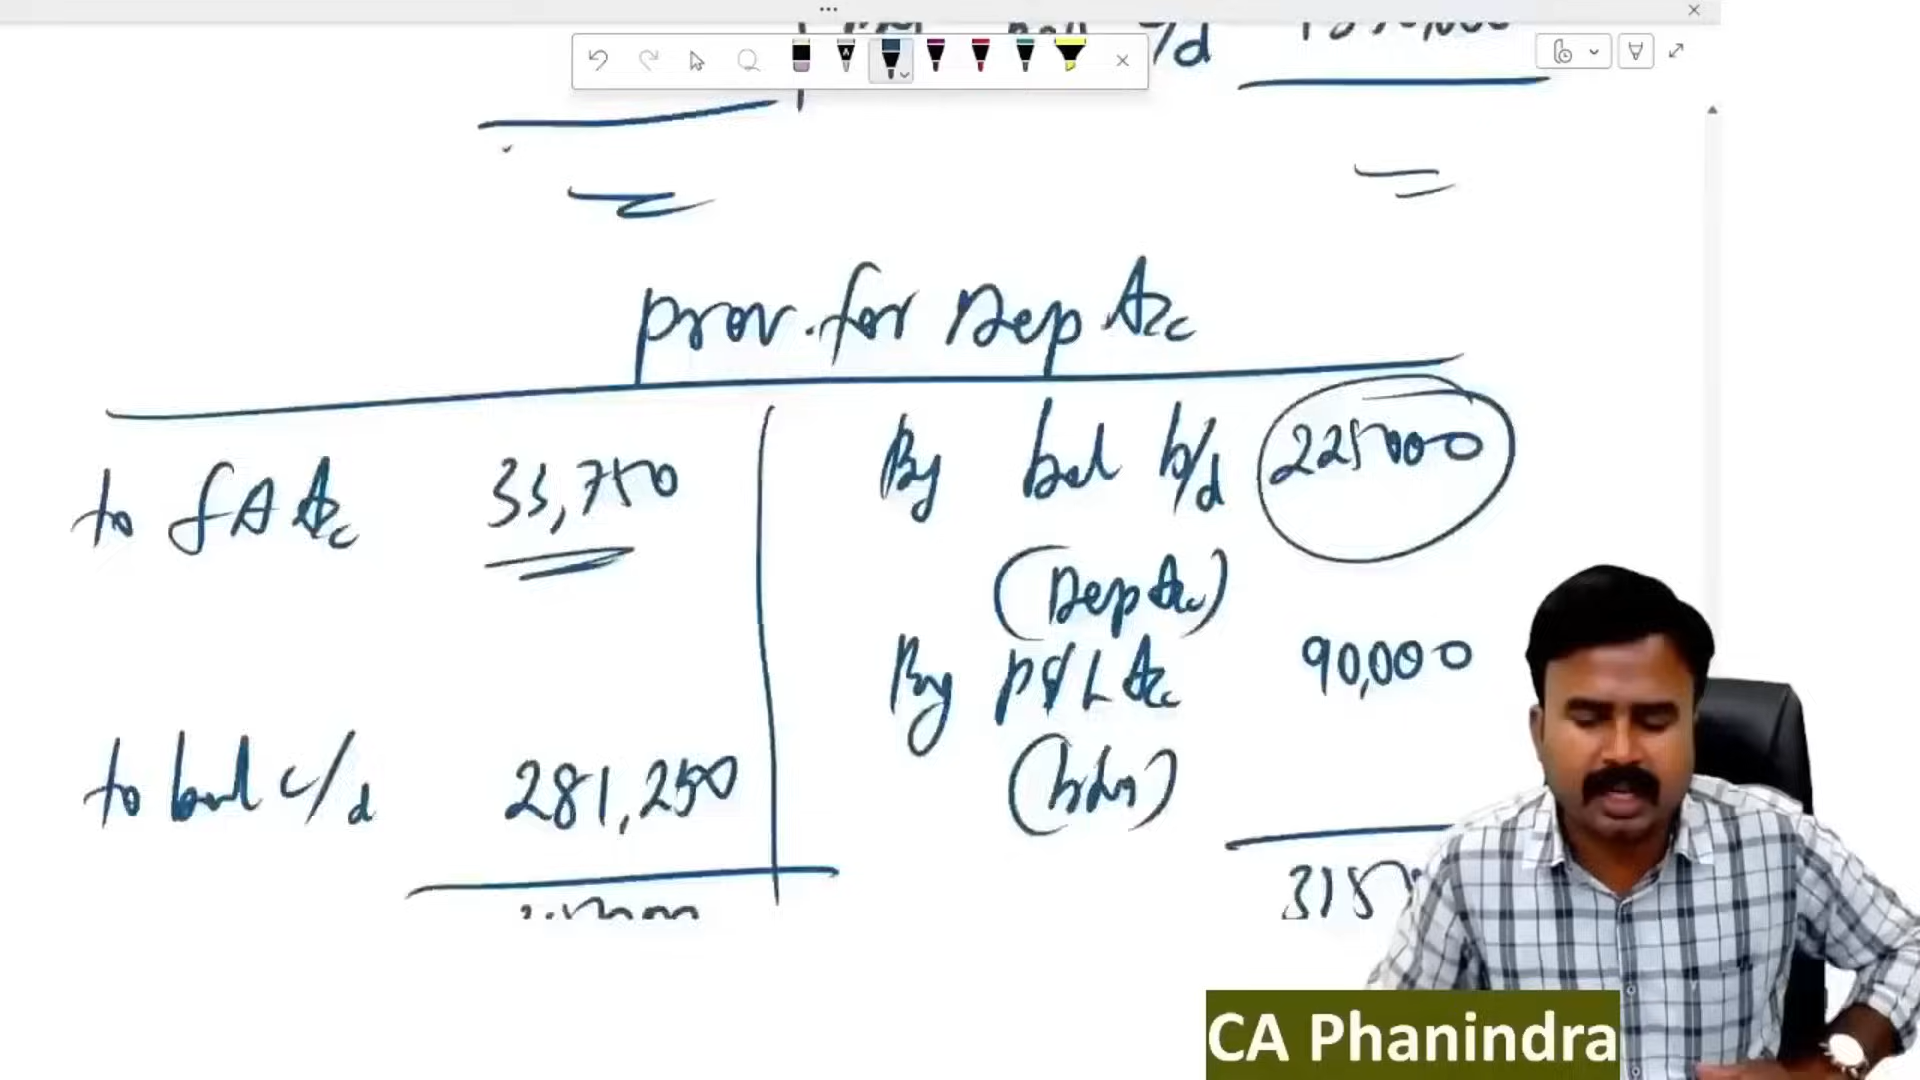 prov. for Dep A/c
By bal b/d 225000
to fA A/c 33,750
(Dep A/c)
By P&L A/c 90,000
to bal c/d 281,250
315
CA Phanindra